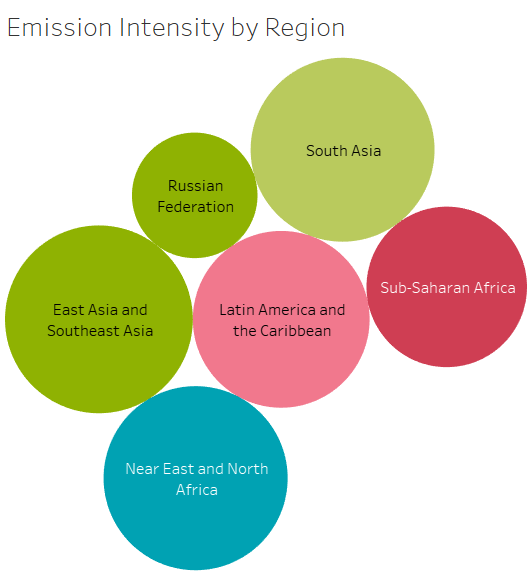 Emission Intensity by Region
South Asia
Russian
Federation
Sub-Saharan Africa
East Asia and
Southeast Asia
Latin America and
the Caribbean
Near East and North
Africa